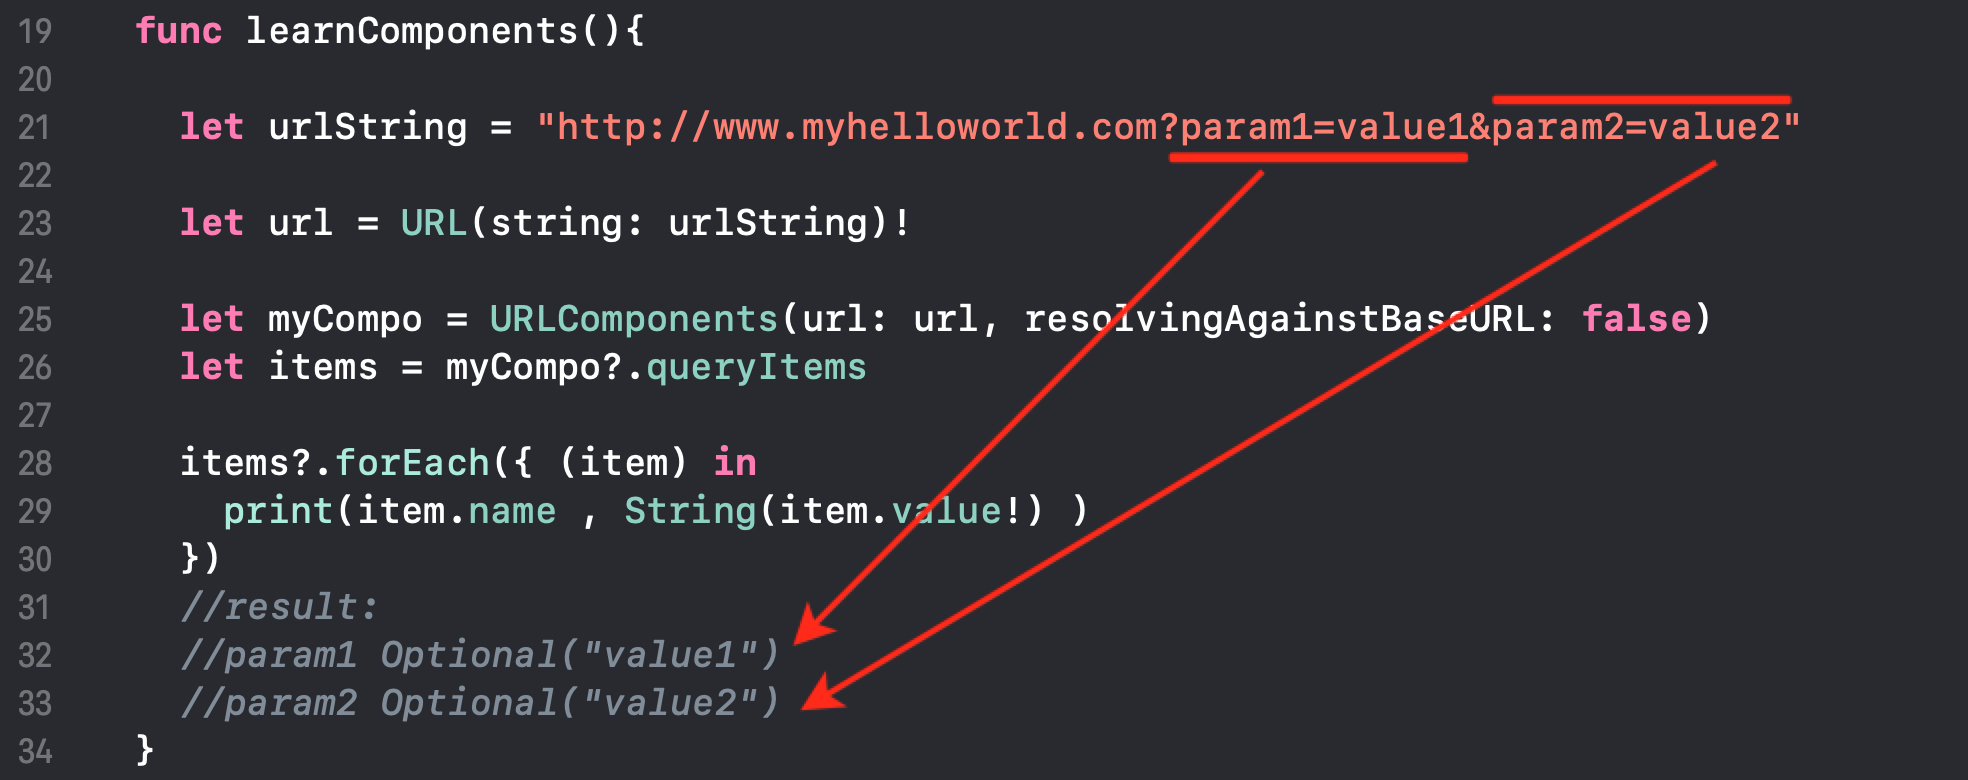 19 func learnComponents(){
20
21 let urlString = "http://www.myhelloworld.com?param1=value1&param2=value2"
22
23 let url = URL(string: urlString)!
24
25 let myCompo = URLComponents(url: url, resolvingAgainstBaseURL: false)
26 let items = myCompo?.queryItems
27
28 items?.forEach({ (item) in
29 print(item.name , String(item.value!) )
30 })
31 //result:
32 //param1 Optional("value1")
33 //param2 Optional("value2")
34 }